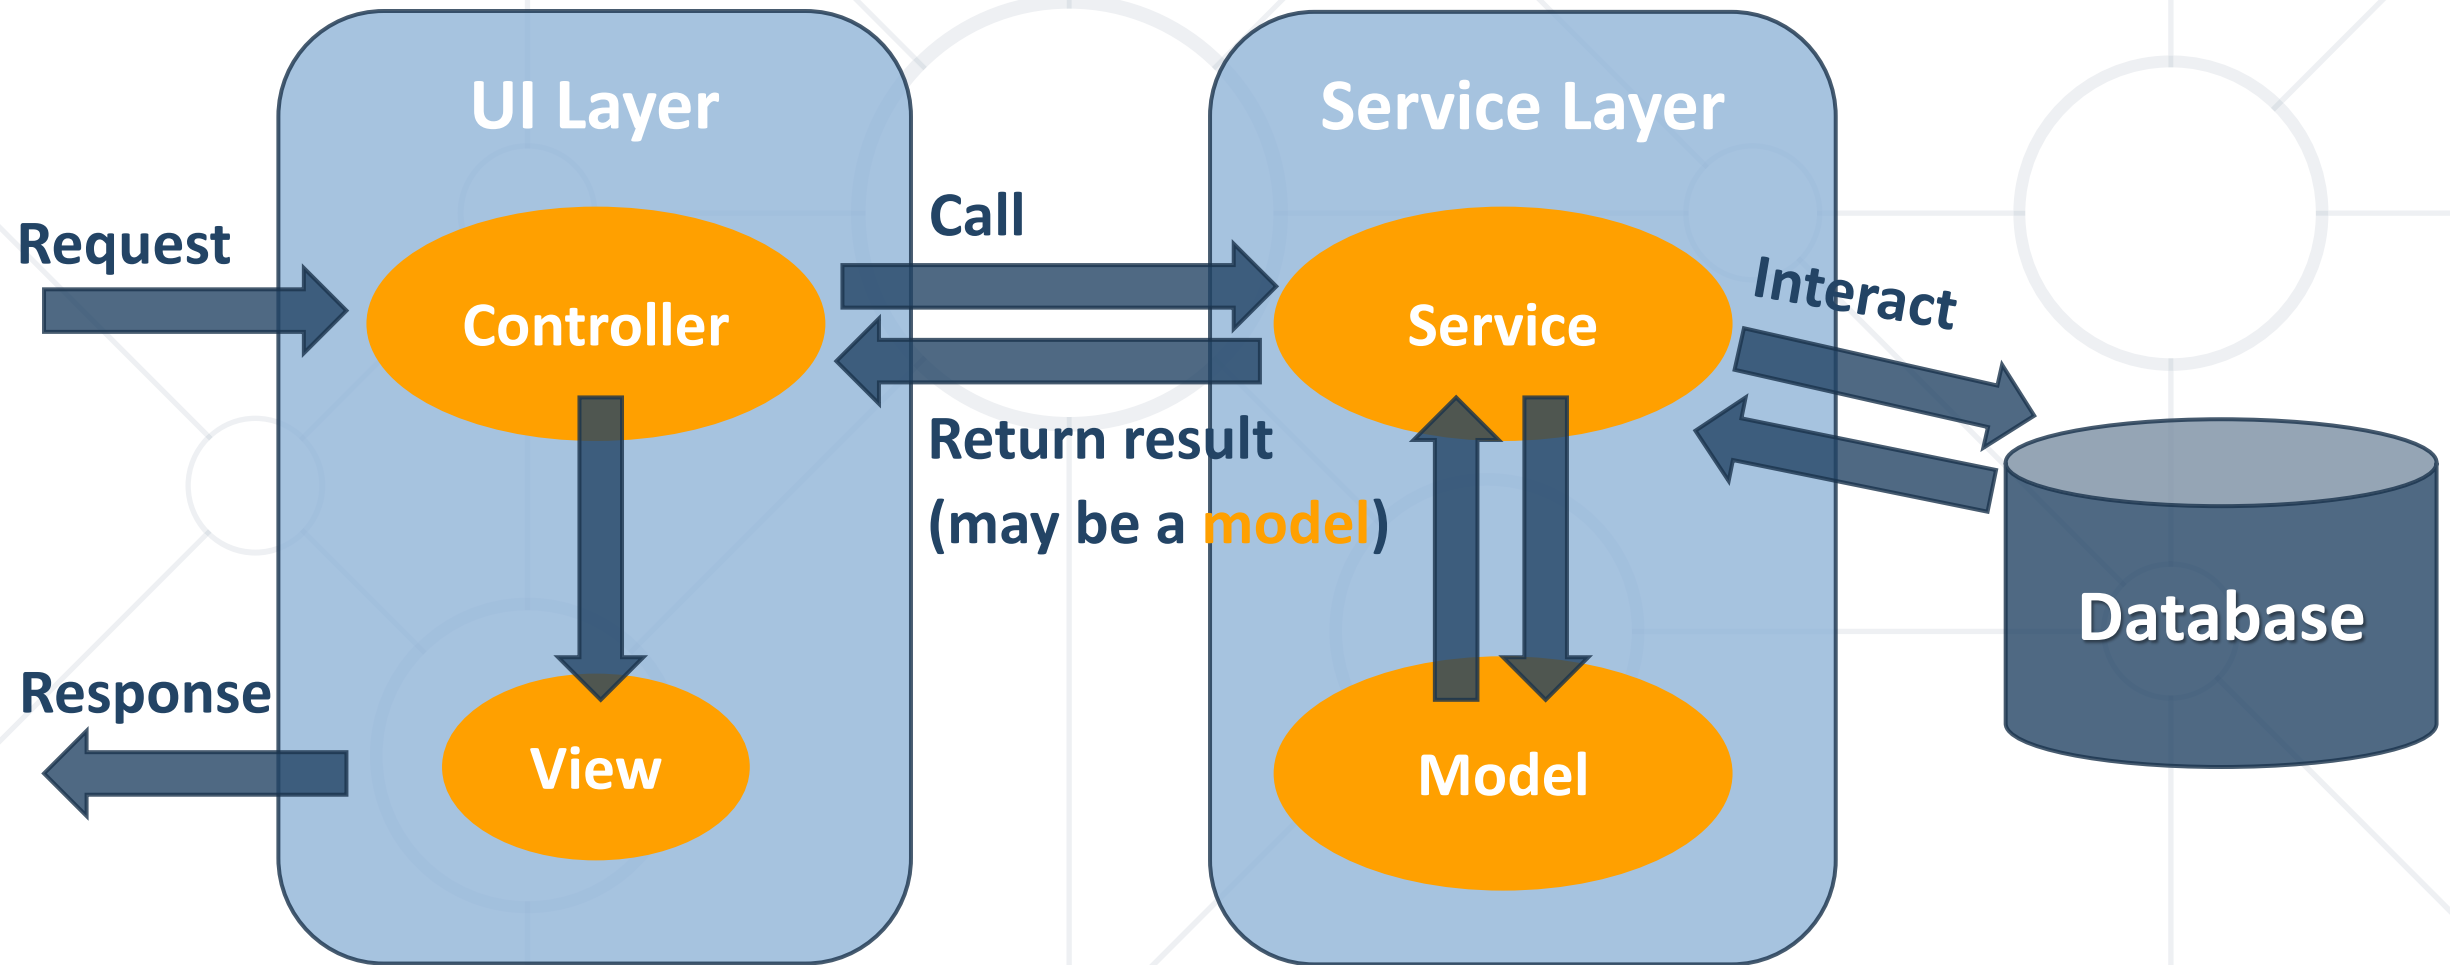 UI Layer
Service Layer
Request
Call
Controller
Service
Interact
Return result
(may be a model)
Database
Response
View
Model